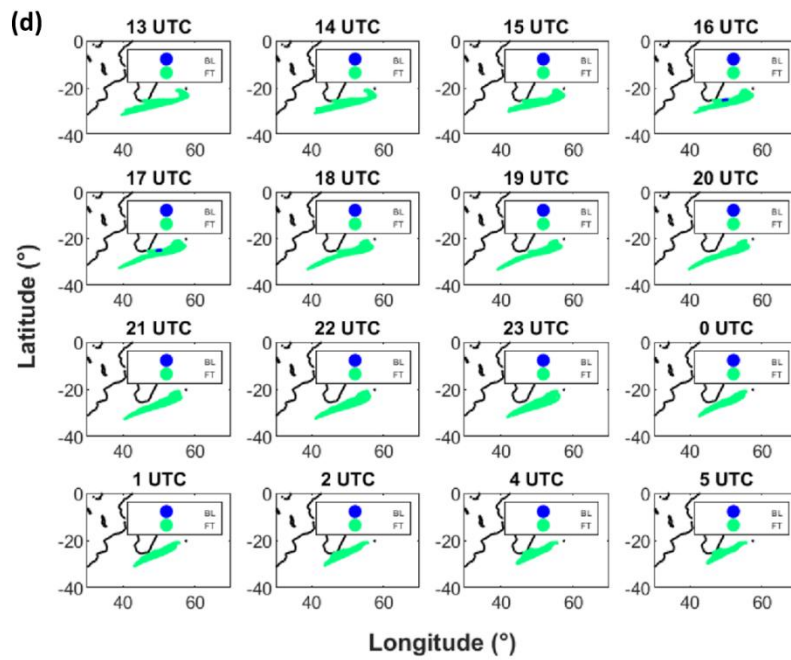 (d)
13 UTC 14 UTC 15 UTC 16 UTC
0 BL 0 BL 0 BL 0 BL
FT FT FT FT
-20 -20 -20 -20
-40 -40 -40 -40
40 60 40 60 40 60 40 60
17 UTC 18 UTC 19 UTC 20 UTC
0 BL 0 BL 0 BL 0 BL
FT FT FT FT
-20 -20 -20 -20
-40 -40 -40 -40
40 60 40 60 40 60 40 60
Latitude (°)
21 UTC 22 UTC 23 UTC 0 UTC
0 BL 0 BL 0 BL 0 BL
FT FT FT FT
-20 -20 -20 -20
-40 -40 -40 -40
40 60 40 60 40 60 40 60
1 UTC 2 UTC 4 UTC 5 UTC
0 BL 0 BL 0 BL 0 BL
FT FT FT FT
-20 -20 -20 -20
-40 -40 -40 -40
40 60 40 60 40 60 40 60
Longitude (°)